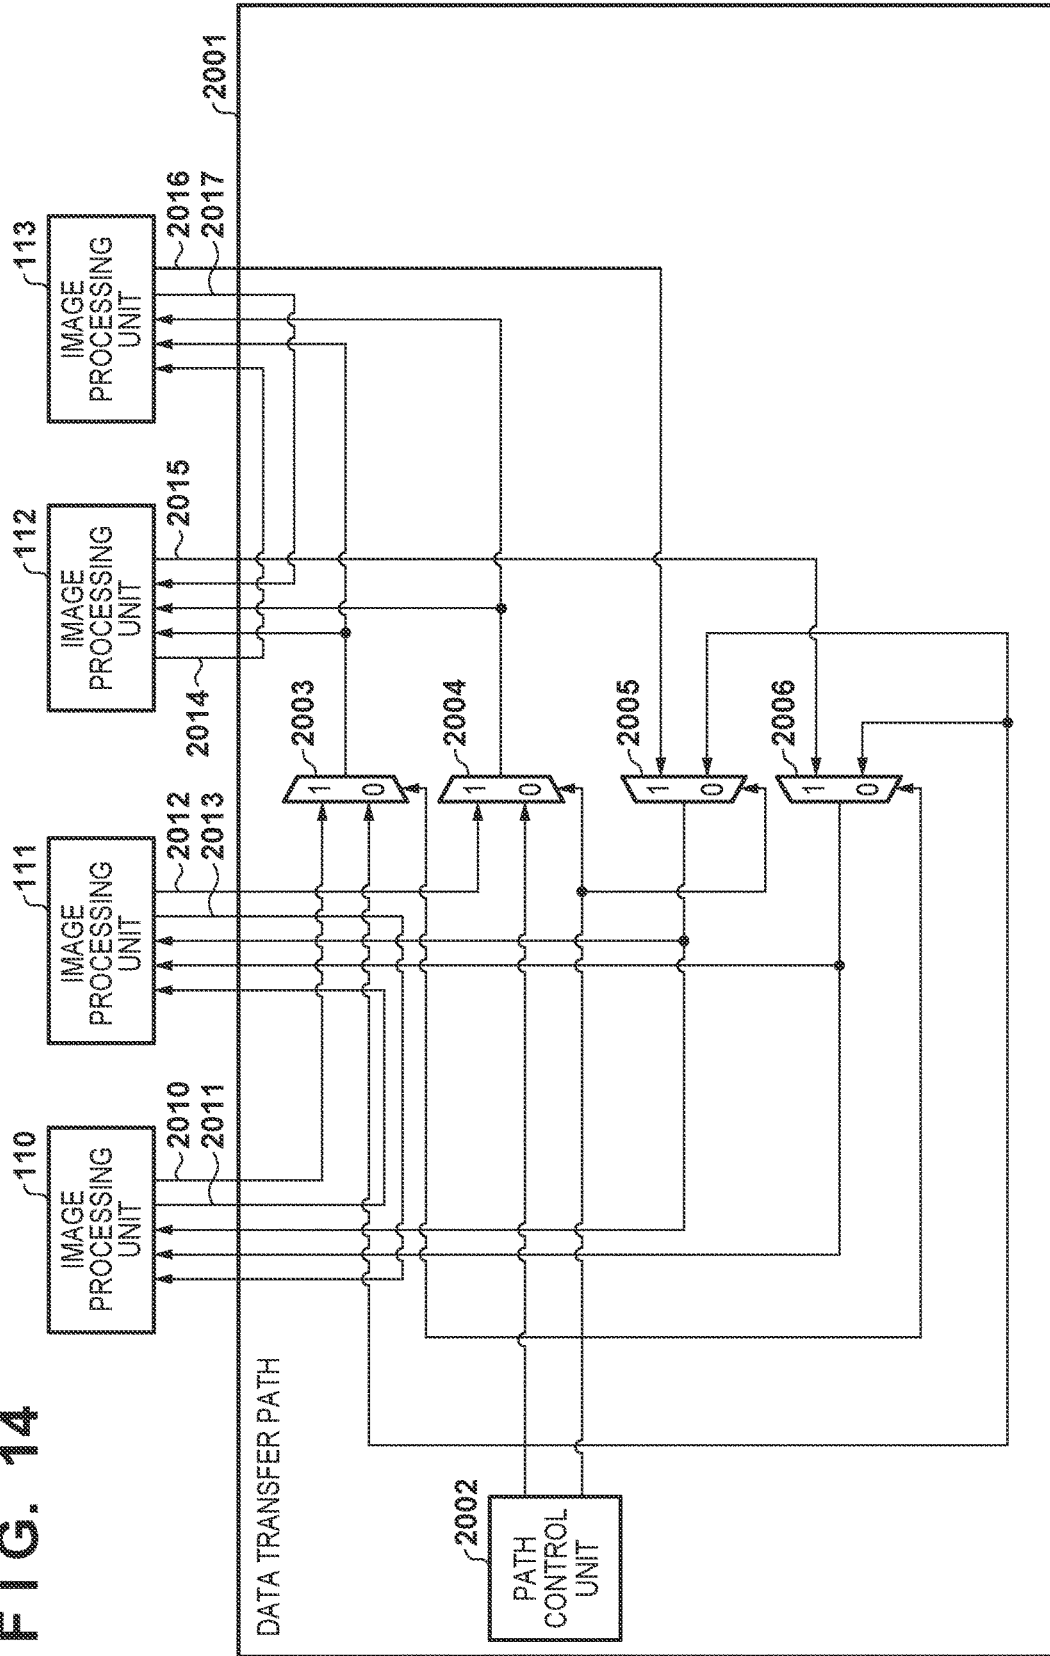 FIG. 14
110
IMAGE
PROCESSING
UNIT
111
IMAGE
PROCESSING
UNIT
112
IMAGE
PROCESSING
UNIT
113
IMAGE
PROCESSING
UNIT
2010
2011
2012
2013
2014
2015
2016
2017
2001
DATA TRANSFER PATH
2003
1
0
2004
1
0
2002
PATH
CONTROL
UNIT
2005
1
0
2006
1
0